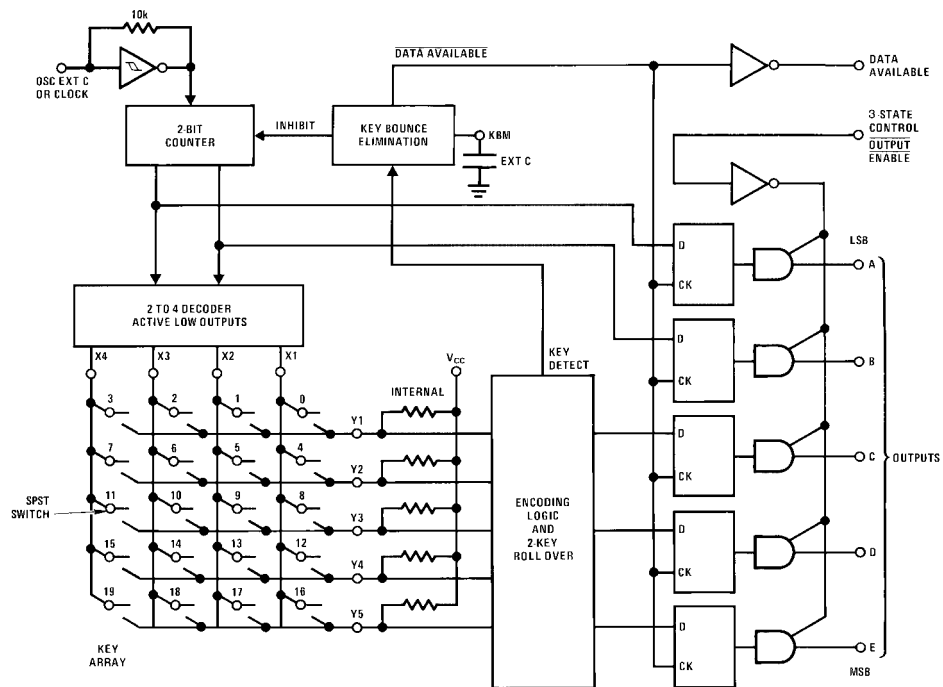 10k
OSC EXT C
OR CLOCK
2-BIT
COUNTER
INHIBIT
DATA AVAILABLE
KEY BOUNCE
ELIMINATION
KBM
EXT C
DATA
AVAILABLE
3-STATE
CONTROL
OUTPUT
ENABLE
2 TO 4 DECODER
ACTIVE LOW OUTPUTS
X4 X3 X2 X1
VCC
INTERNAL
KEY
DETECT
3 2 1 0 Y1
7 6 5 4 Y2
11 10 9 8 Y3
15 14 13 12 Y4
19 18 17 16 Y5
SPST
SWITCH
KEY
ARRAY
ENCODING
LOGIC
AND
2-KEY
ROLL OVER
D
CK
D
CK
D
CK
D
CK
D
CK
LSB
A
B
C
D
E
MSB
OUTPUTS